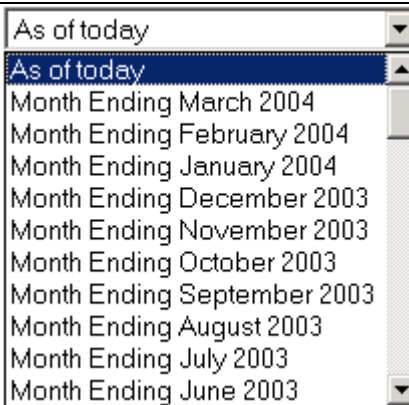 As of today
As of today
Month Ending March 2004
Month Ending February 2004
Month Ending January 2004
Month Ending December 2003
Month Ending November 2003
Month Ending October 2003
Month Ending September 2003
Month Ending August 2003
Month Ending July 2003
Month Ending June 2003